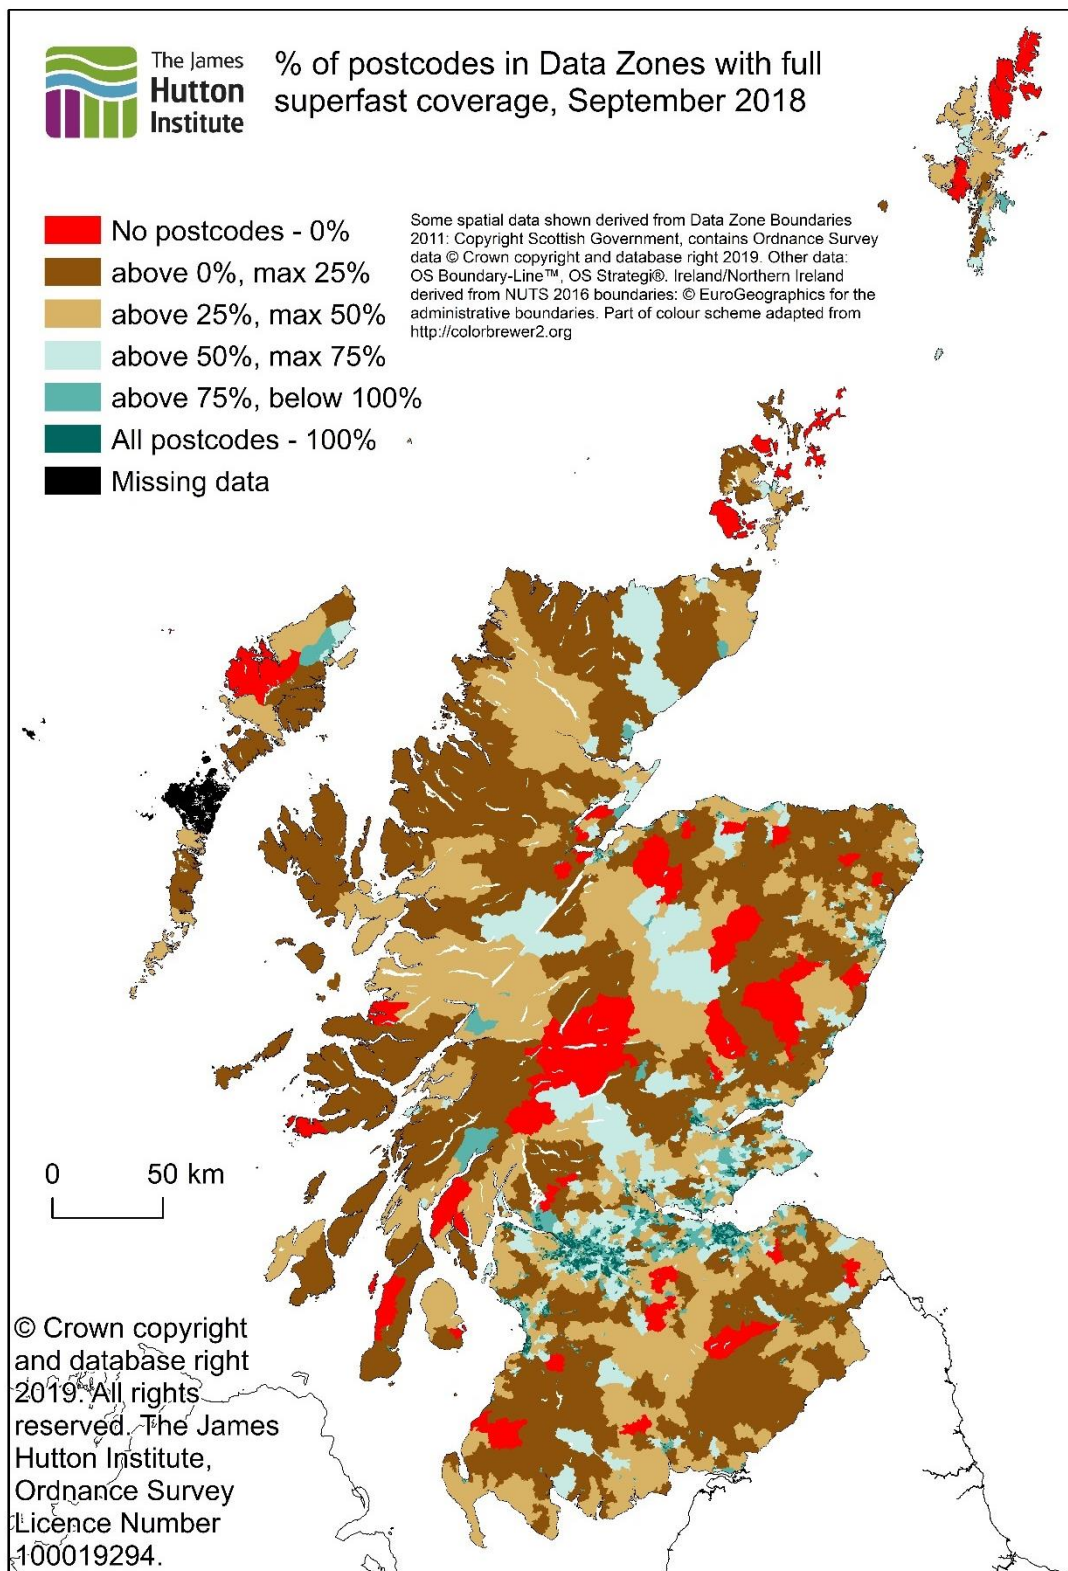 The James
Hutton
Institute
% of postcodes in Data Zones with full
superfast coverage, September 2018
No postcodes - 0%
above 0%, max 25%
above 25%, max 50%
above 50%, max 75%
above 75%, below 100%
All postcodes - 100%
Missing data
Some spatial data shown derived from Data Zone Boundaries
2011: Copyright Scottish Government, contains Ordnance Survey
data © Crown copyright and database right 2019. Other data:
OS Boundary-Line™, OS Strategi®. Ireland/Northern Ireland
derived from NUTS 2016 boundaries: © EuroGeographics for the
administrative boundaries. Part of colour scheme adapted from
http://colorbrewer2.org
0 50 km
© Crown copyright
and database right
2019. All rights
reserved. The James
Hutton Institute,
Ordnance Survey
Licence Number
100019294.